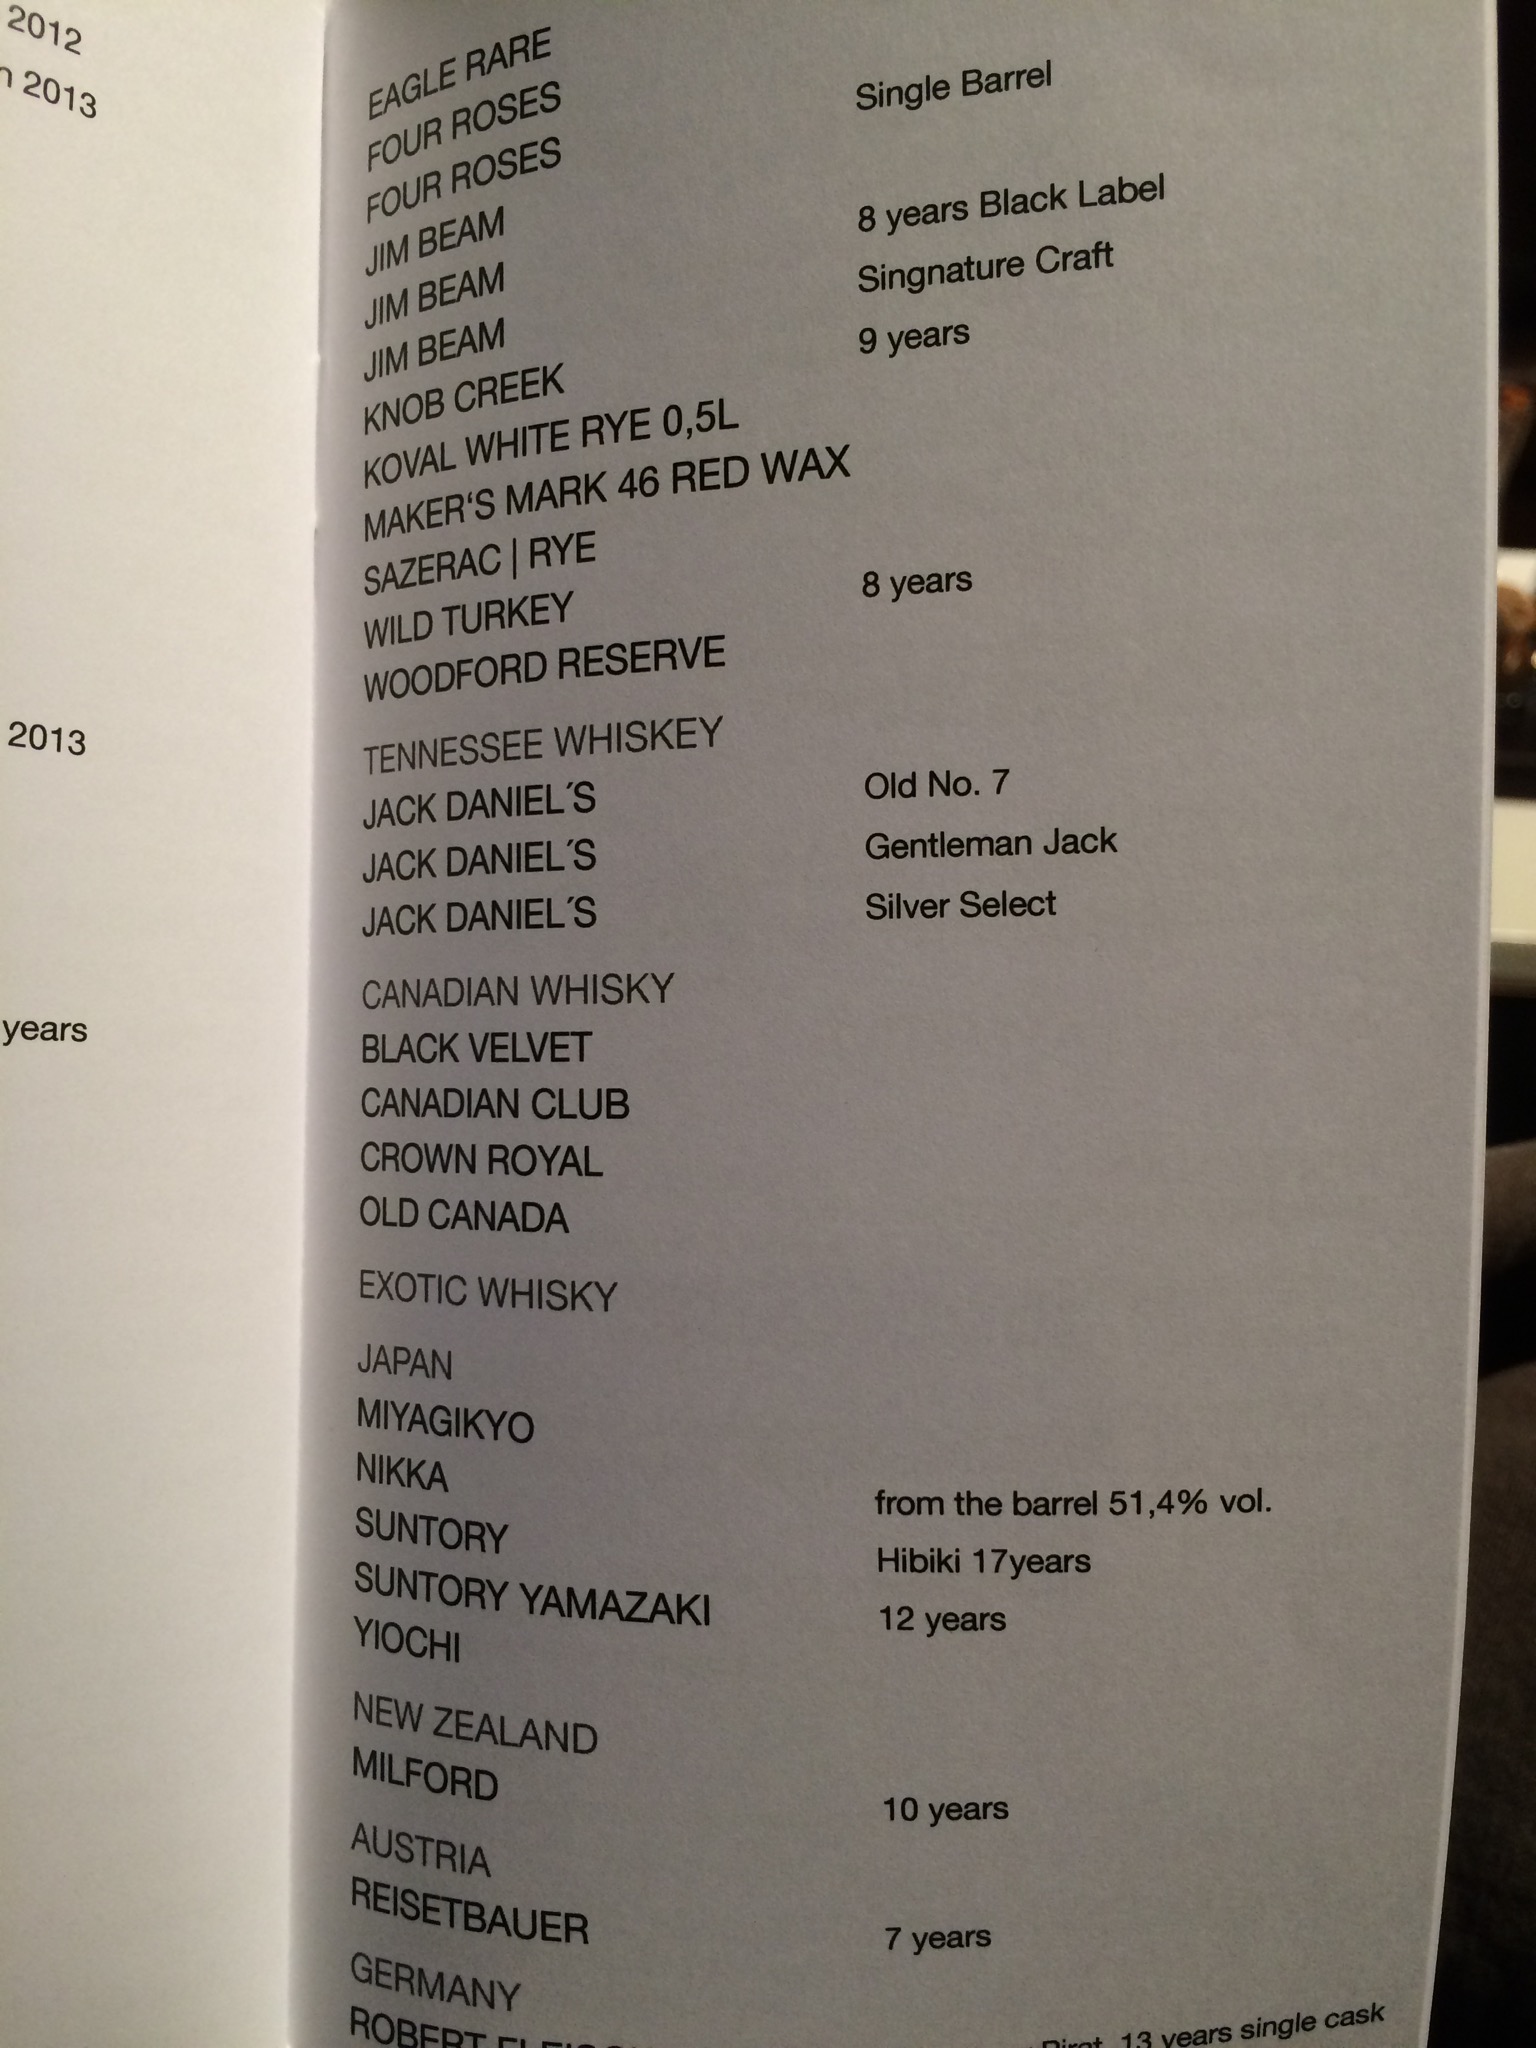 2012
n 2013
2013
years
EAGLE RARE
FOUR ROSES
FOUR ROSES Single Barrel
JIM BEAM
JIM BEAM 8 years Black Label
JIM BEAM Singnature Craft
KNOB CREEK 9 years
KOVAL WHITE RYE 0,5L
MAKER‘S MARK 46 RED WAX
SAZERAC | RYE
WILD TURKEY 8 years
WOODFORD RESERVE
TENNESSEE WHISKEY
JACK DANIEL´S Old No. 7
JACK DANIEL´S Gentleman Jack
JACK DANIEL´S Silver Select
CANADIAN WHISKY
BLACK VELVET
CANADIAN CLUB
CROWN ROYAL
OLD CANADA
EXOTIC WHISKY
JAPAN
MIYAGIKYO
NIKKA from the barrel 51,4% vol.
SUNTORY Hibiki 17years
SUNTORY YAMAZAKI 12 years
YIOCHI
NEW ZEALAND
MILFORD 10 years
AUSTRIA
REISETBAUER 7 years
GERMANY
ROBERT 13 years single cask